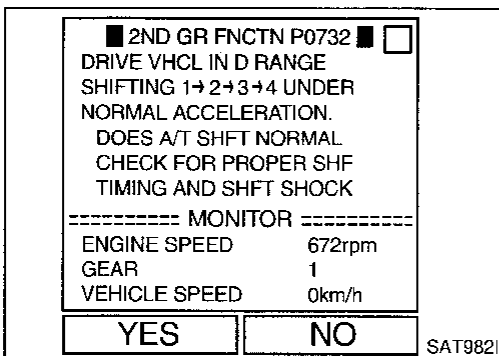 2ND GR FNCTN P0732
DRIVE VHCL IN D RANGE
SHIFTING 1→2→3→4 UNDER
NORMAL ACCELERATION.
DOES A/T SHFT NORMAL
CHECK FOR PROPER SHF
TIMING AND SHFT SHOCK
========== MONITOR ==========
ENGINE SPEED 672rpm
GEAR 1
VEHICLE SPEED 0km/h
YES NO
SAT982I